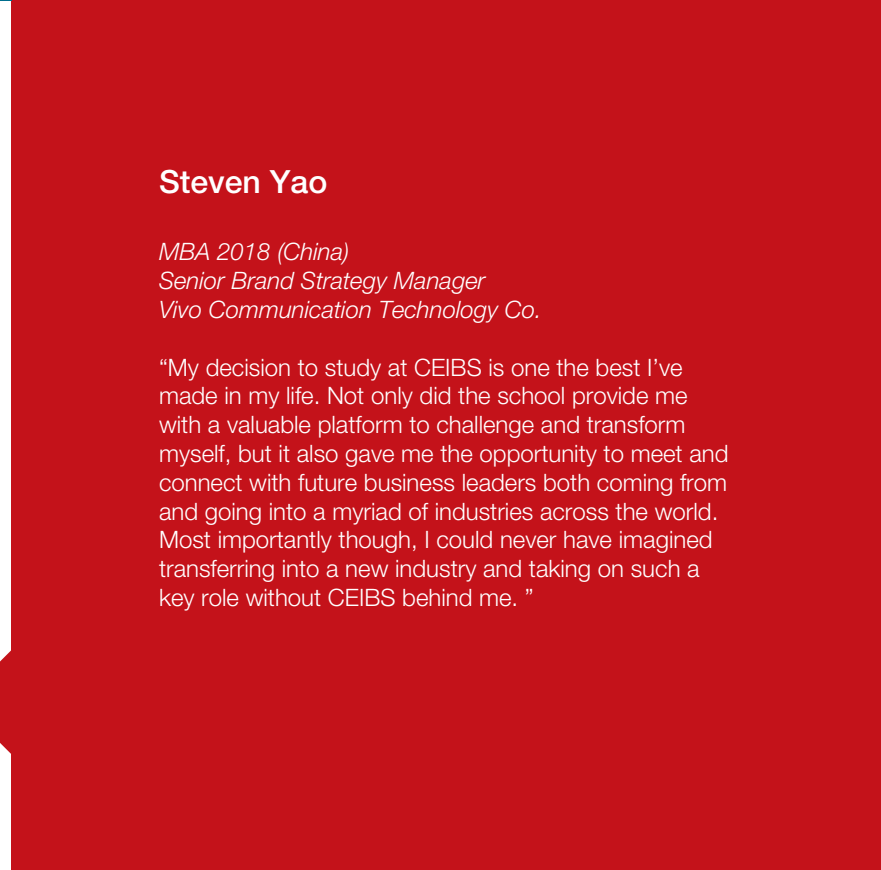 Steven Yao
MBA 2018 (China)
Senior Brand Strategy Manager
Vivo Communication Technology Co.
“My decision to study at CEIBS is one the best I’ve
made in my life. Not only did the school provide me
with a valuable platform to challenge and transform
myself, but it also gave me the opportunity to meet and
connect with future business leaders both coming from
and going into a myriad of industries across the world.
Most importantly though, I could never have imagined
transferring into a new industry and taking on such a
key role without CEIBS behind me. ”